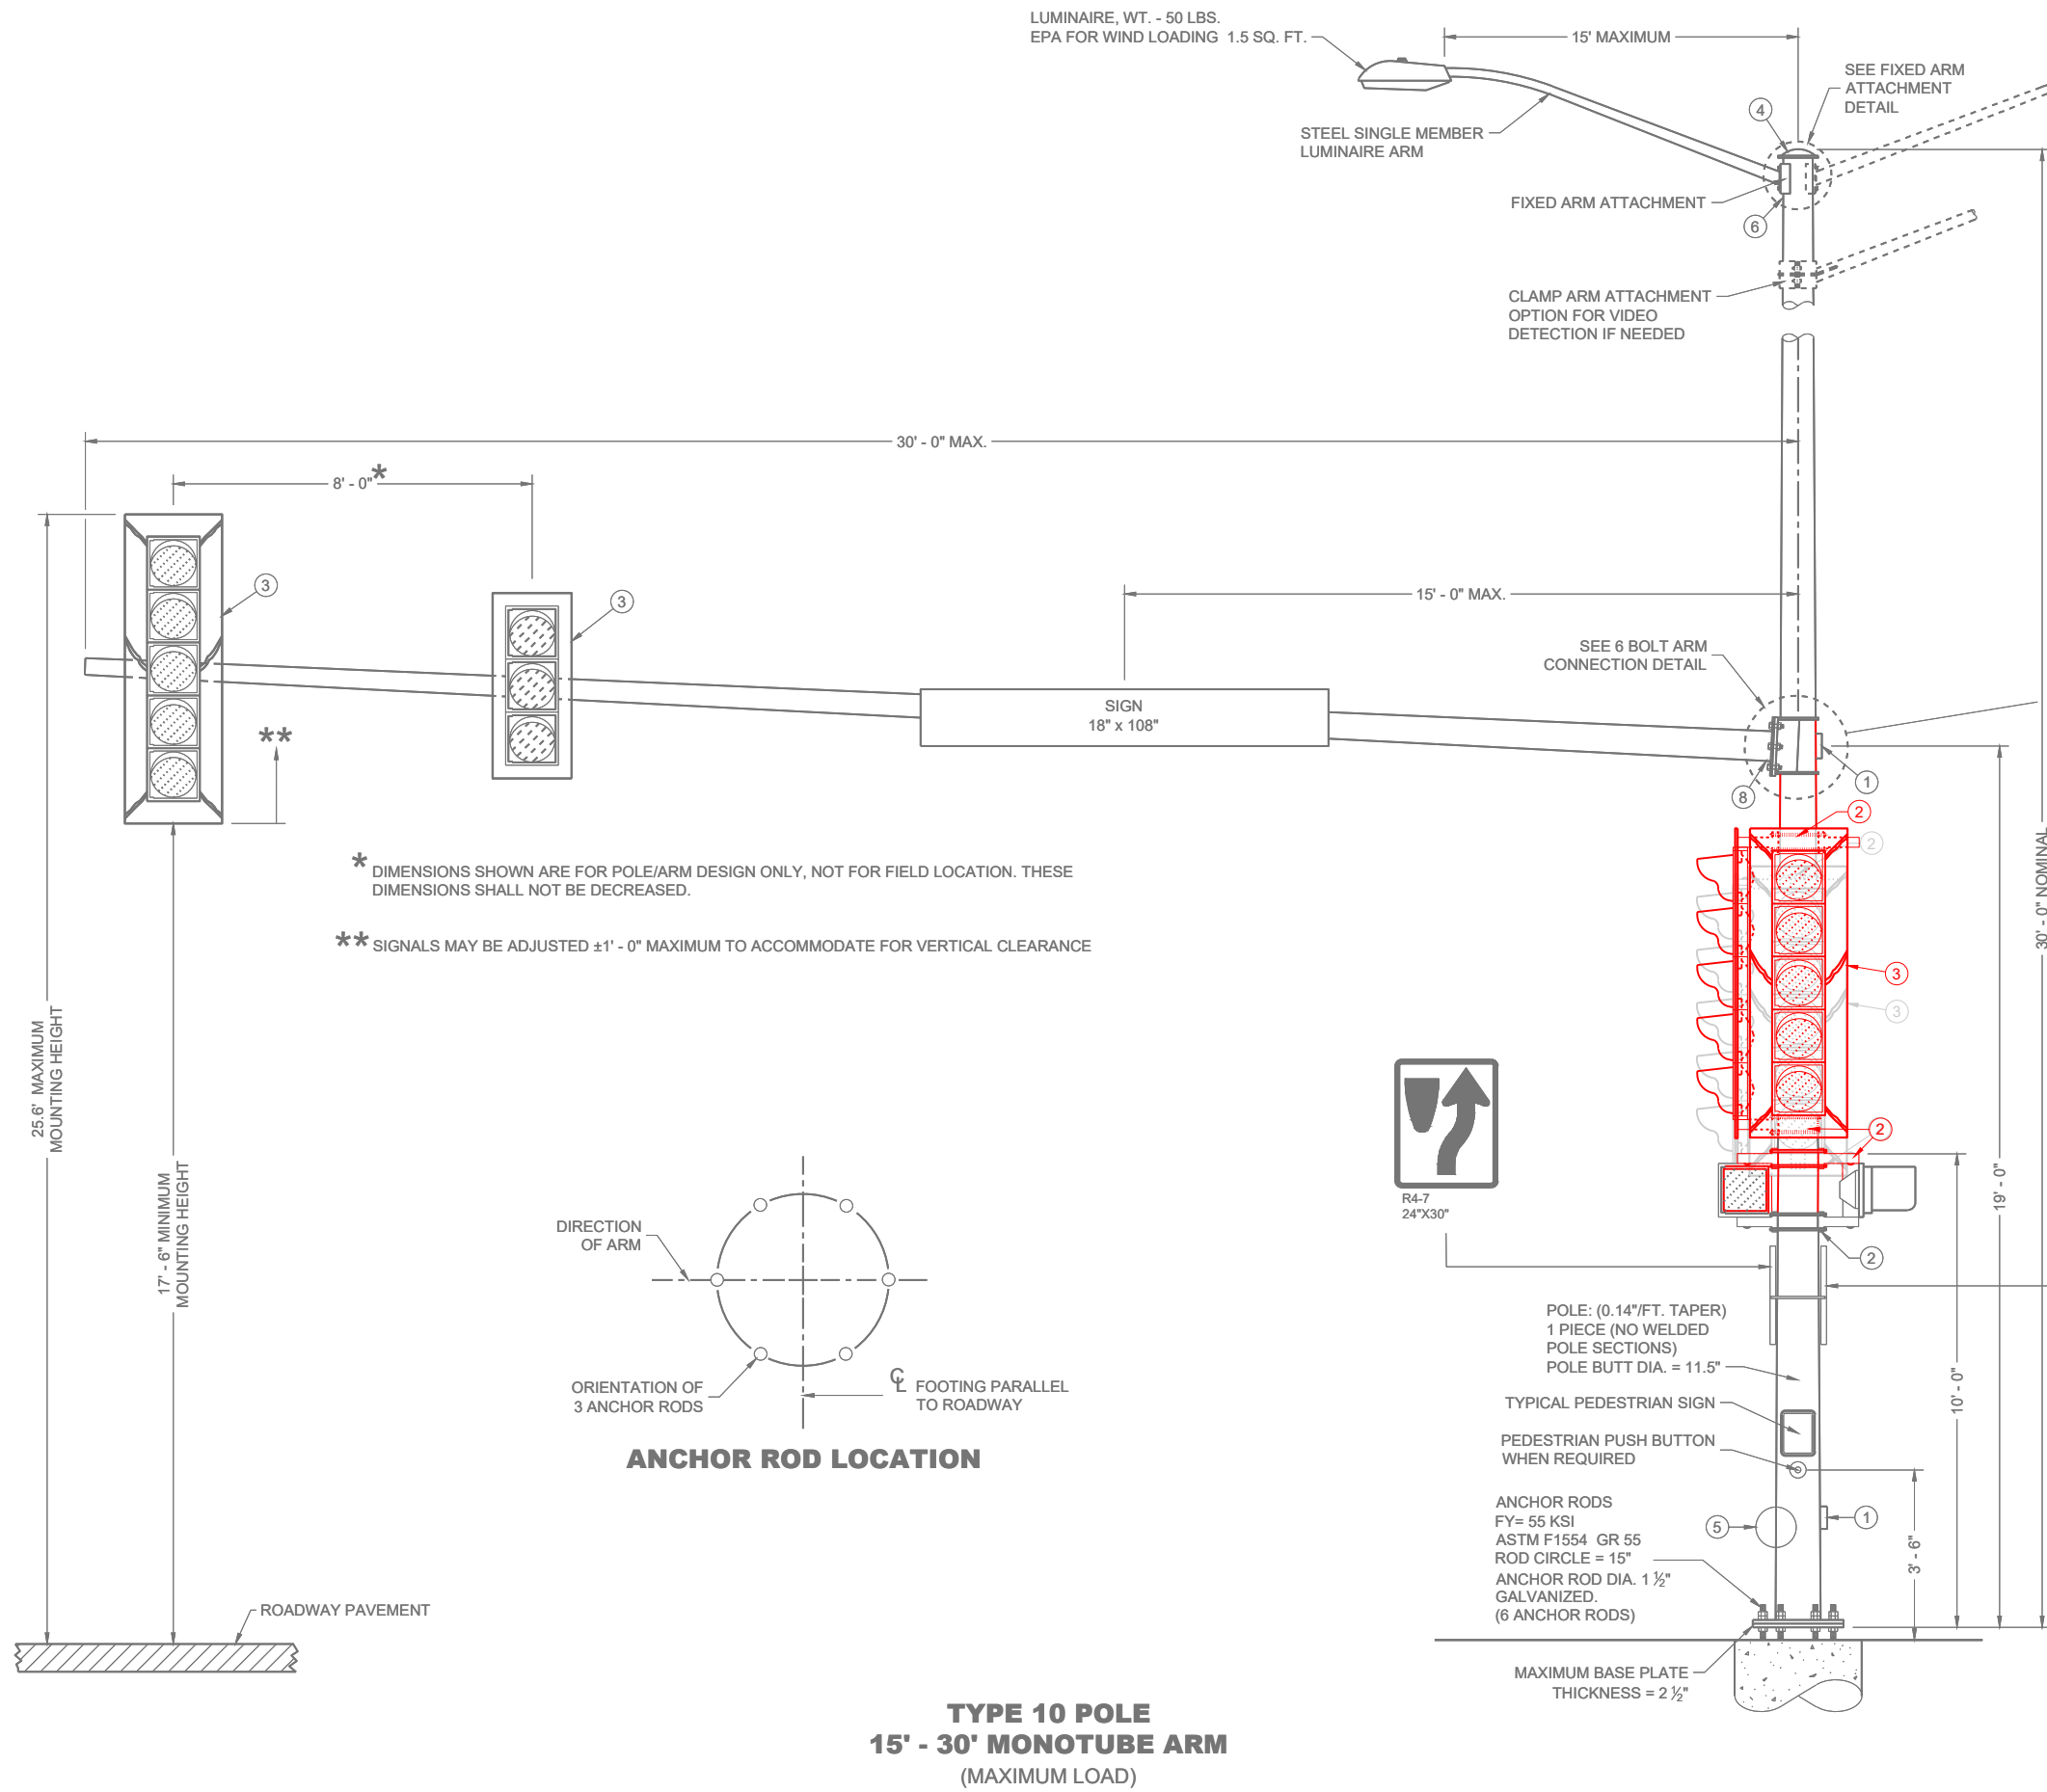 LUMINAIRE, WT. - 50 LBS.
EPA FOR WIND LOADING 1.5 SQ. FT.
15' MAXIMUM
SEE FIXED ARM
ATTACHMENT
DETAIL
4
STEEL SINGLE MEMBER
LUMINAIRE ARM
FIXED ARM ATTACHMENT
6
CLAMP ARM ATTACHMENT
OPTION FOR VIDEO
DETECTION IF NEEDED
30' - 0" MAX.
8' - 0"*
3
3
15' - 0" MAX.
SEE 6 BOLT ARM
CONNECTION DETAIL
SIGN
18" x 108"
**
1
8
2
2
30' - 0" NOMINAL
* DIMENSIONS SHOWN ARE FOR POLE/ARM DESIGN ONLY, NOT FOR FIELD LOCATION. THESE
DIMENSIONS SHALL NOT BE DECREASED.
** SIGNALS MAY BE ADJUSTED ±1' - 0" MAXIMUM TO ACCOMMODATE FOR VERTICAL CLEARANCE
3
3
25.6' MAXIMUM
MOUNTING HEIGHT
17' - 6" MINIMUM
MOUNTING HEIGHT
2
19' - 0"
R4-7
24"X30"
2
DIRECTION
OF ARM
ORIENTATION OF
3 ANCHOR RODS
℄ FOOTING PARALLEL
TO ROADWAY
ANCHOR ROD LOCATION
POLE: (0.14"/FT. TAPER)
1 PIECE (NO WELDED
POLE SECTIONS)
POLE BUTT DIA. = 11.5"
10' - 0"
TYPICAL PEDESTRIAN SIGN
PEDESTRIAN PUSH BUTTON
WHEN REQUIRED
ANCHOR RODS
FY= 55 KSI
ASTM F1554 GR 55
ROD CIRCLE = 15"
ANCHOR ROD DIA. 1 ½"
GALVANIZED.
(6 ANCHOR RODS)
5
1
3' - 6"
ROADWAY PAVEMENT
MAXIMUM BASE PLATE
THICKNESS = 2 ½"
TYPE 10 POLE
15' - 30' MONOTUBE ARM
(MAXIMUM LOAD)